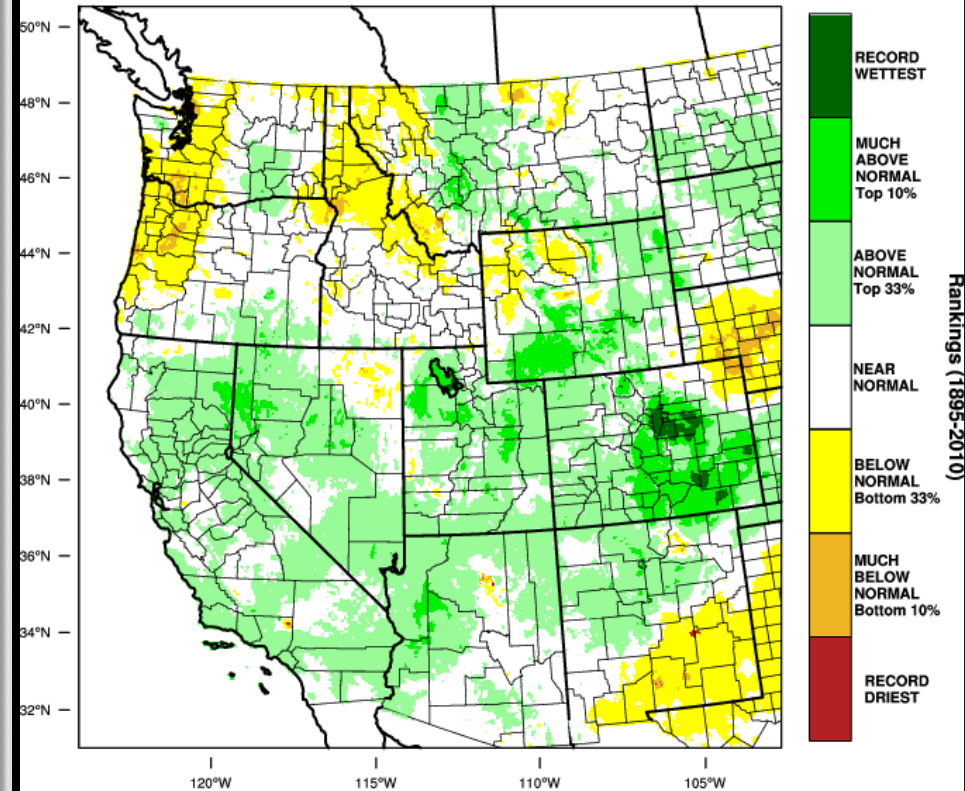 50°N
48°N
46°N
44°N
42°N
40°N
38°N
36°N
34°N
32°N
120°W
115°W
110°W
105°W
RECORD
WETTEST
MUCH
ABOVE
NORMAL
Top 10%
ABOVE
NORMAL
Top 33%
NEAR
NORMAL
BELOW
NORMAL
Bottom 33%
MUCH
BELOW
NORMAL
Bottom 10%
RECORD
DRIEST
Rankings (1895-2010)